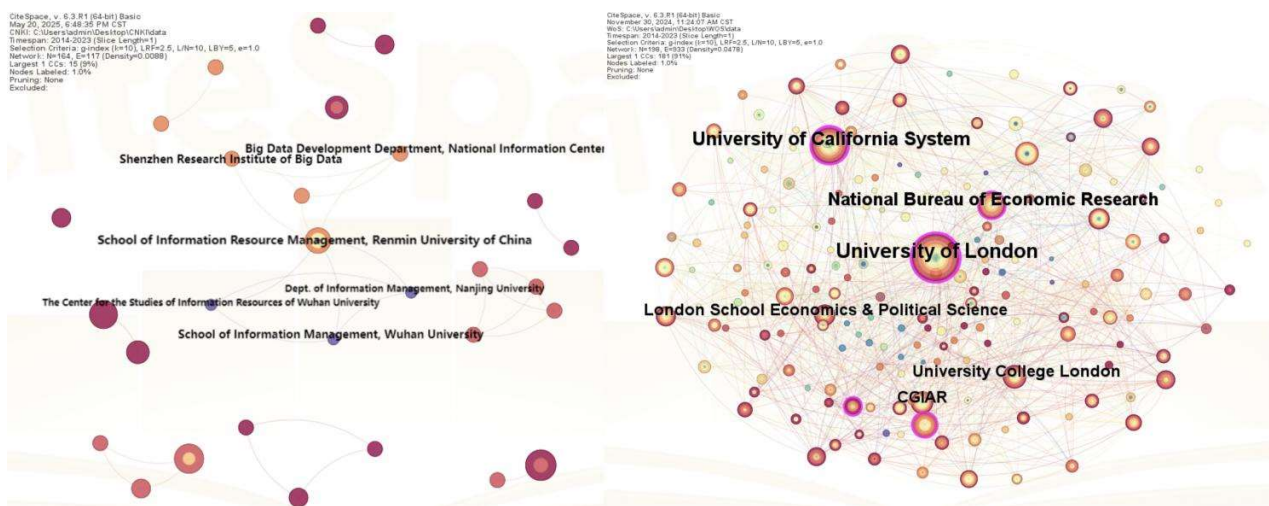 CiteSpace, v. 6.3.R1 (64-bit) Basic
May 20, 2025, 6:48:35 PM CST
CNKI: C:\Users\admin\Desktop\CNKI\data
Timespan: 2014-2023 (Slice Length=1)
Selection Criteria: g-index (k=10), LRF=2.5, L/N=10, LBY=5, e=1.0
Network: N=164, E=117 (Density=0.0088)
Largest 1 CCs: 15 (9%)
Nodes Labeled: 1.0%
Pruning: None
Excluded:
Big Data Development Department, National Information Center
Shenzhen Research Institute of Big Data
School of Information Resource Management, Renmin University of China
Dept. of Information Management, Nanjing University
The Center for the Studies of Information Resources of Wuhan University
School of Information Management, Wuhan University
CiteSpace, v. 6.3.R1 (64-bit) Basic
November 30, 2024, 11:24:07 AM CST
WoS: C:\Users\admin\Desktop\WOS\data
Timespan: 2014-2023 (Slice Length=1)
Selection Criteria: g-index (k=10), LRF=2.5, L/N=10, LBY=5, e=1.0
Network: N=198, E=933 (Density=0.0478)
Largest 1 CCs: 181 (91%)
Nodes Labeled: 1.0%
Pruning: None
Excluded:
University of California System
National Bureau of Economic Research
University of London
London School Economics & Political Science
University College London
CGIAR